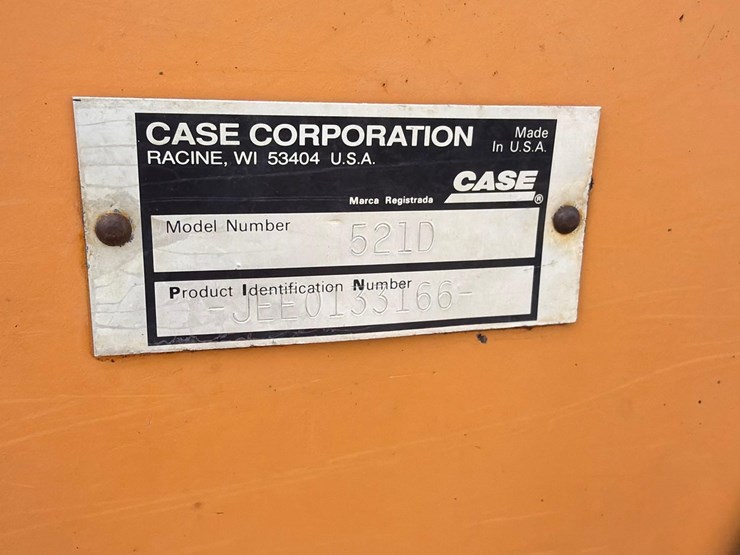 CASE CORPORATION
RACINE, WI 53404 U.S.A.
Made
In U.S.A.
Marca Registrada
CASE®
Model Number 521D
Product Identification Number
-JEE0133166-